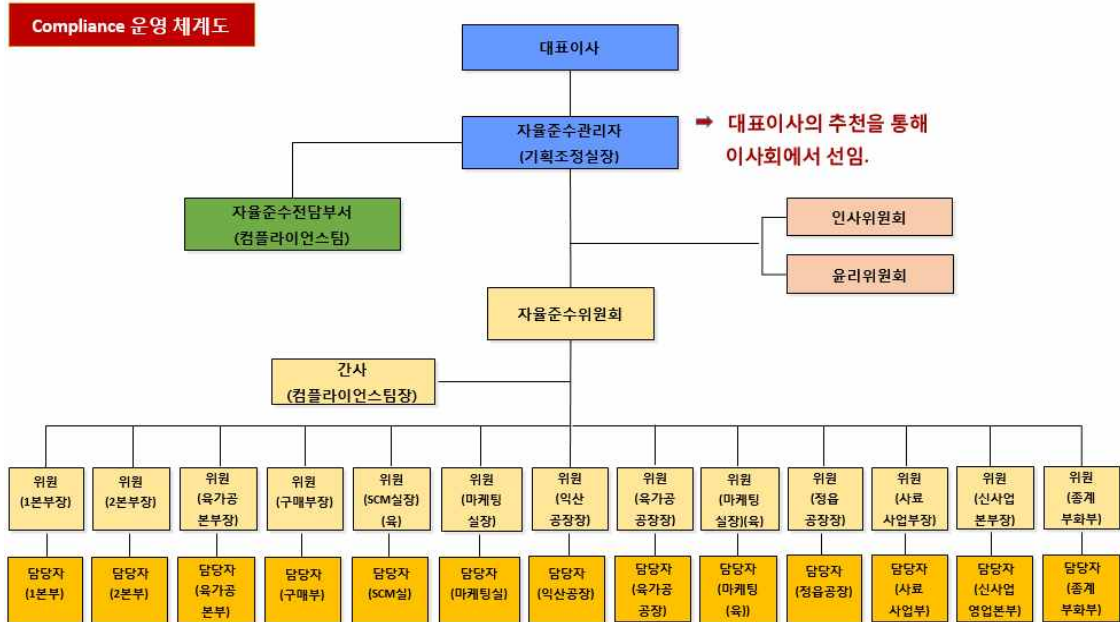 Compliance 운영 체계도
대표이사
자율준수관리자
(기획조정실장)
➡ 대표이사의 추천을 통해
이사회에서 선임.
자율준수전담부서
(컴플라이언스팀)
인사위원회
윤리위원회
자율준수위원회
간사
(컴플라이언스팀장)
위원
(1본부장)
위원
(2본부장)
위원
(육가공
본부장)
위원
(구매부장)
위원
(SCM실장)
(육)
위원
(마케팅
실장)
위원
(익산
공장장)
위원
(육가공
공장장)
위원
(마케팅
실장)(육)
위원
(정읍
공장장)
위원
(사료
사업부장)
위원
(신사업
본부장)
위원
(종계
부화부)
담당자
(1본부)
담당자
(2본부)
담당자
(육가공
본부)
담당자
(구매부)
담당자
(SCM실)
담당자
(마케팅실)
담당자
(익산공장)
담당자
(육가공
공장)
담당자
(마케팅
(육))
담당자
(정읍공장)
담당자
(사료
사업부)
담당자
(신사업
영업본부)
담당자
(종계
부화부)